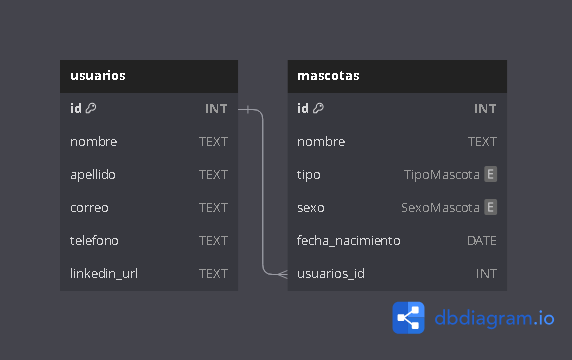 usuarios
id INT
nombre TEXT
apellido TEXT
correo TEXT
telefono TEXT
linkedin_url TEXT
mascotas
id INT
nombre TEXT
tipo TipoMascota E
sexo SexoMascota E
fecha_nacimiento DATE
usuarios_id INT
dbdiagram.io